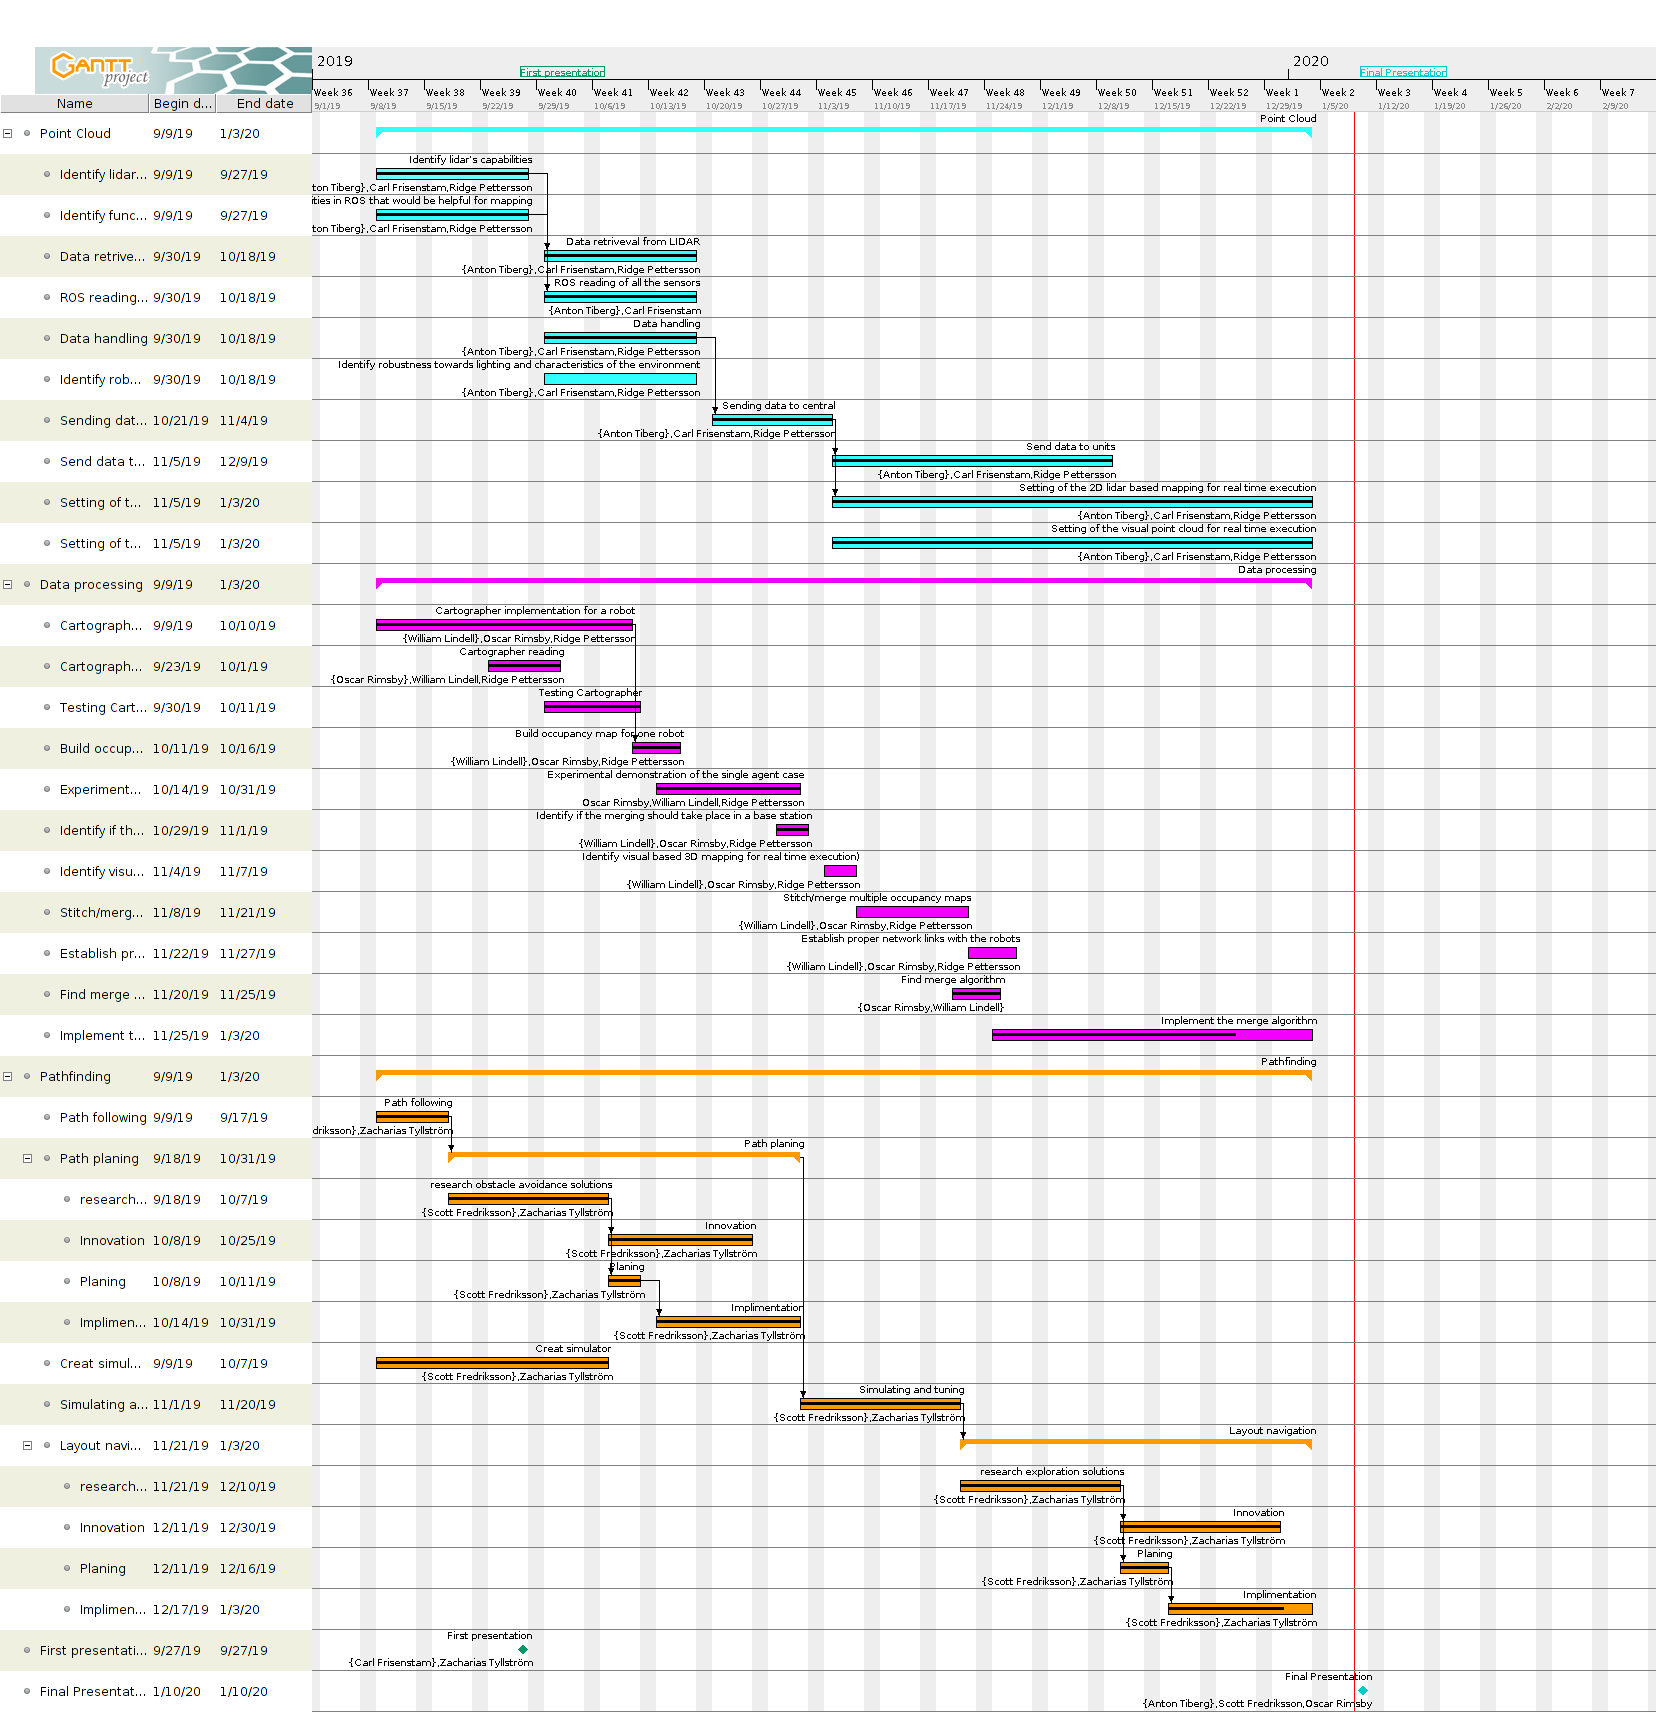 GANTT project
2019
2020
First presentation
Final Presentation
Name Begin d... End date
Week 36 Week 37 Week 38 Week 39 Week 40 Week 41 Week 42 Week 43 Week 44 Week 45 Week 46 Week 47 Week 48 Week 49 Week 50 Week 51 Week 52 Week 1 Week 2 Week 3 Week 4 Week 5 Week 6 Week 7
9/1/19 9/8/19 9/15/19 9/22/19 9/29/19 10/6/19 10/13/19 10/20/19 10/27/19 11/3/19 11/10/19 11/17/19 11/24/19 12/1/19 12/8/19 12/15/19 12/22/19 12/29/19 1/5/20 1/12/20 1/19/20 1/26/20 2/2/20 2/9/20
Point Cloud 9/9/19 1/3/20
Point Cloud
Identify lidar... 9/9/19 9/27/19
Identify lidar's capabilities
ton Tiberg},Carl Frisenstam,Ridge Pettersson
Identify func... 9/9/19 9/27/19
ities in ROS that would be helpful for mapping
ton Tiberg},Carl Frisenstam,Ridge Pettersson
Data retrive... 9/30/19 10/18/19
Data retriveval from LIDAR
{Anton Tiberg},Carl Frisenstam,Ridge Pettersson
ROS reading... 9/30/19 10/18/19
ROS reading of all the sensors
{Anton Tiberg},Carl Frisenstam
Data handling 9/30/19 10/18/19
Data handling
{Anton Tiberg},Carl Frisenstam,Ridge Pettersson
Identify rob... 9/30/19 10/18/19
Identify robustness towards lighting and characteristics of the environment
{Anton Tiberg},Carl Frisenstam,Ridge Pettersson
Sending dat... 10/21/19 11/4/19
Sending data to central
{Anton Tiberg},Carl Frisenstam,Ridge Pettersson
Send data t... 11/5/19 12/9/19
Send data to units
{Anton Tiberg},Carl Frisenstam,Ridge Pettersson
Setting of t... 11/5/19 1/3/20
Setting of the 2D lidar based mapping for real time execution
{Anton Tiberg},Carl Frisenstam,Ridge Pettersson
Setting of t... 11/5/19 1/3/20
Setting of the visual point cloud for real time execution
{Anton Tiberg},Carl Frisenstam,Ridge Pettersson
Data processing 9/9/19 1/3/20
Data processing
Cartograph... 9/9/19 10/10/19
Cartographer implementation for a robot
{William Lindell},Oscar Rimsby,Ridge Pettersson
Cartograph... 9/23/19 10/1/19
Cartographer reading
{Oscar Rimsby},William Lindell,Ridge Pettersson
Testing Cart... 9/30/19 10/11/19
Testing Cartographer
Build occup... 10/11/19 10/16/19
Build occupancy map for one robot
{William Lindell},Oscar Rimsby,Ridge Pettersson
Experiment... 10/14/19 10/31/19
Experimental demonstration of the single agent case
Oscar Rimsby,William Lindell,Ridge Pettersson
Identify if th... 10/29/19 11/1/19
Identify if the merging should take place in a base station
{William Lindell},Oscar Rimsby,Ridge Pettersson
Identify visu... 11/4/19 11/7/19
Identify visual based 3D mapping for real time execution)
{William Lindell},Oscar Rimsby,Ridge Pettersson
Stitch/merg... 11/8/19 11/21/19
Stitch/merge multiple occupancy maps
{William Lindell},Oscar Rimsby,Ridge Pettersson
Establish pr... 11/22/19 11/27/19
Establish proper network links with the robots
{William Lindell},Oscar Rimsby,Ridge Pettersson
Find merge ... 11/20/19 11/25/19
Find merge algorithm
{Oscar Rimsby,William Lindell}
Implement t... 11/25/19 1/3/20
Implement the merge algorithm
Pathfinding 9/9/19 1/3/20
Pathfinding
Path following 9/9/19 9/17/19
Path following
driksson},Zacharias Tyllström
Path planing 9/18/19 10/31/19
Path planing
research... 9/18/19 10/7/19
research obstacle avoidance solutions
{Scott Fredriksson},Zacharias Tyllström
Innovation 10/8/19 10/25/19
Innovation
{Scott Fredriksson},Zacharias Tyllström
Planing 10/8/19 10/11/19
Planing
{Scott Fredriksson},Zacharias Tyllström
Implimen... 10/14/19 10/31/19
Implimentation
{Scott Fredriksson},Zacharias Tyllström
Creat simul... 9/9/19 10/7/19
Creat simulator
{Scott Fredriksson},Zacharias Tyllström
Simulating a... 11/1/19 11/20/19
Simulating and tuning
{Scott Fredriksson},Zacharias Tyllström
Layout navi... 11/21/19 1/3/20
Layout navigation
research... 11/21/19 12/10/19
research exploration solutions
{Scott Fredriksson},Zacharias Tyllström
Innovation 12/11/19 12/30/19
Innovation
{Scott Fredriksson},Zacharias Tyllström
Planing 12/11/19 12/16/19
Planing
{Scott Fredriksson},Zacharias Tyllström
Implimen... 12/17/19 1/3/20
Implimentation
{Scott Fredriksson},Zacharias Tyllström
First presentati... 9/27/19 9/27/19
First presentation
{Carl Frisenstam},Zacharias Tyllström
Final Presentat... 1/10/20 1/10/20
Final Presentation
{Anton Tiberg},Scott Fredriksson,Oscar Rimsby